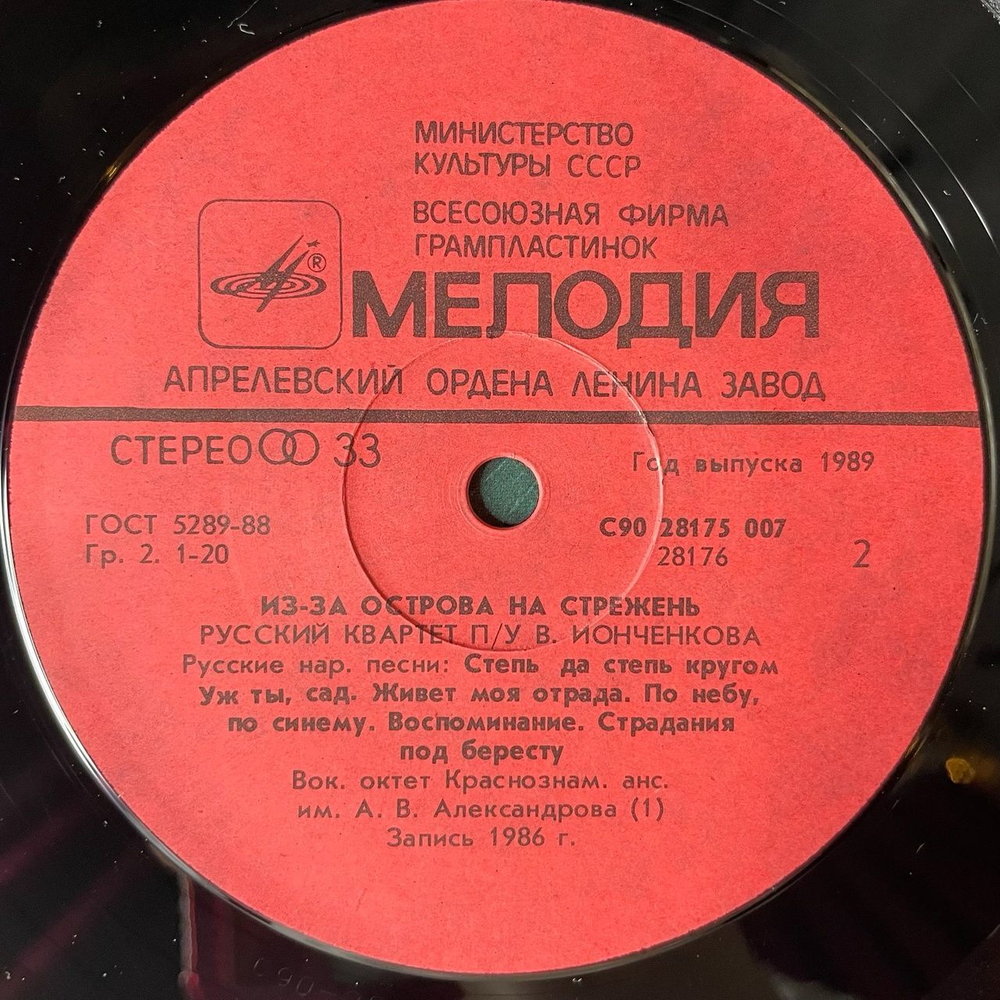 МИНИСТЕРСТВО
КУЛЬТУРЫ СССР
ВСЕСОЮЗНАЯ ФИРМА
ГРАМПЛАСТИНОК
®
МЕЛОДИЯ
АПРЕЛЕВСКИЙ ОРДЕНА ЛЕНИНА ЗАВОД
СТЕРЕО 33
Год выпуска 1989
ГОСТ 5289-88
Гр. 2. 1-20
С90 28175 007
28176
2
ИЗ-ЗА ОСТРОВА НА СТРЕЖЕНЬ
РУССКИЙ КВАРТЕТ П/У В. ИОНЧЕНКОВА
Русские нар. песни: Степь да степь кругом
Уж ты, сад. Живет моя отрада. По небу,
по синему. Воспоминание. Страдания
под бересту
Вок. октет Краснознам. анс.
им. А. В. Александрова (1)
Запись 1986 г.